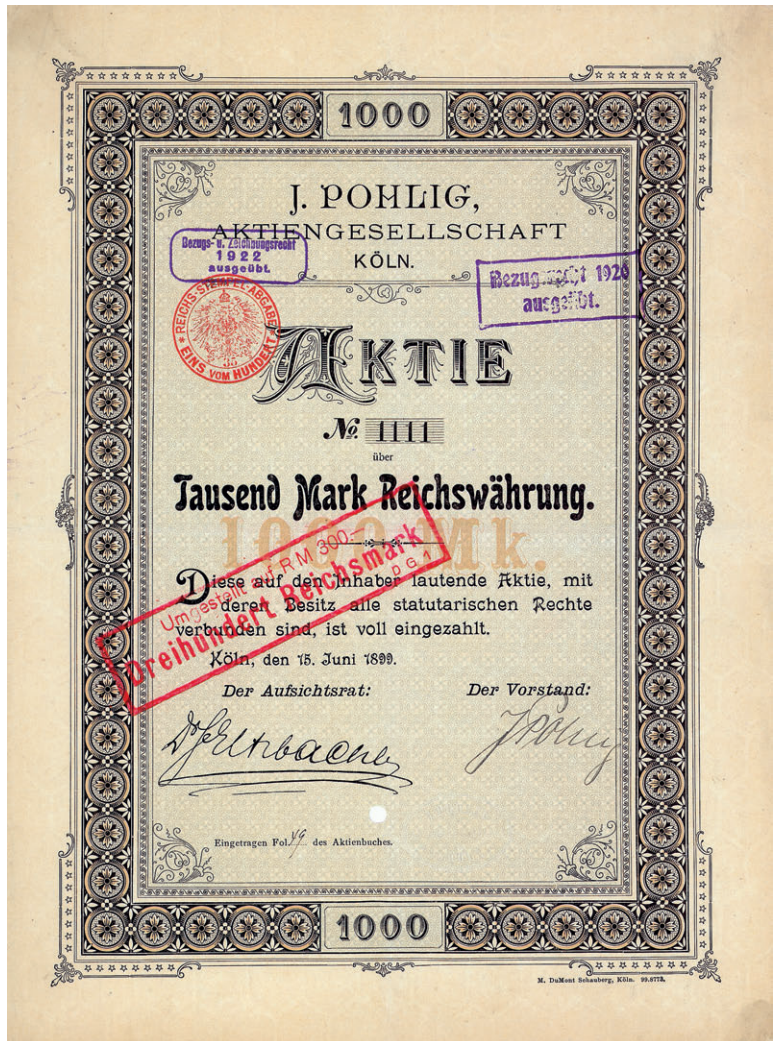 1000
J. POHLIG,
AKTIENGESELLSCHAFT
KÖLN.
Bezugs- u. Zeichnungsrecht
1922
ausgeübt.
Bezugsrecht 1920
ausgeübt.
REICHS-STEMPEL-ABGABE
35
EINS VOM HUNDERT
AKTIE
No. 1111
über
Tausend Mark Reichswährung.
1000 Mk.
Umgestellt auf RM 300.-
Dreihundert Reichsmark
D G 1
Diese auf den Inhaber lautende Aktie, mit
deren Besitz alle statutarischen Rechte
verbunden sind, ist voll eingezahlt.
Köln, den 15. Juni 1899.
Der Aufsichtsrat: Der Vorstand:
Eingetragen Fol. 49 des Aktienbuches.
1000
M. DuMont Schauberg, Köln. 99.6773.